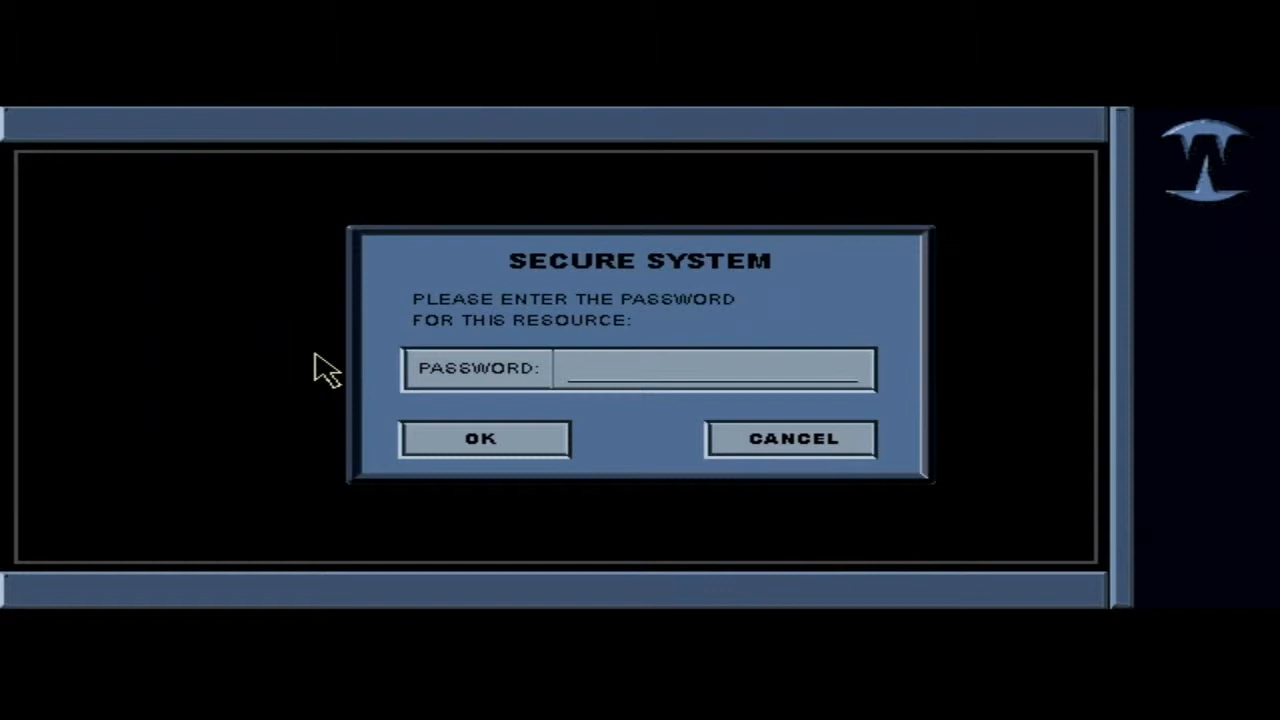 SECURE SYSTEM
PLEASE ENTER THE PASSWORD
FOR THIS RESOURCE:
PASSWORD:
OK
CANCEL